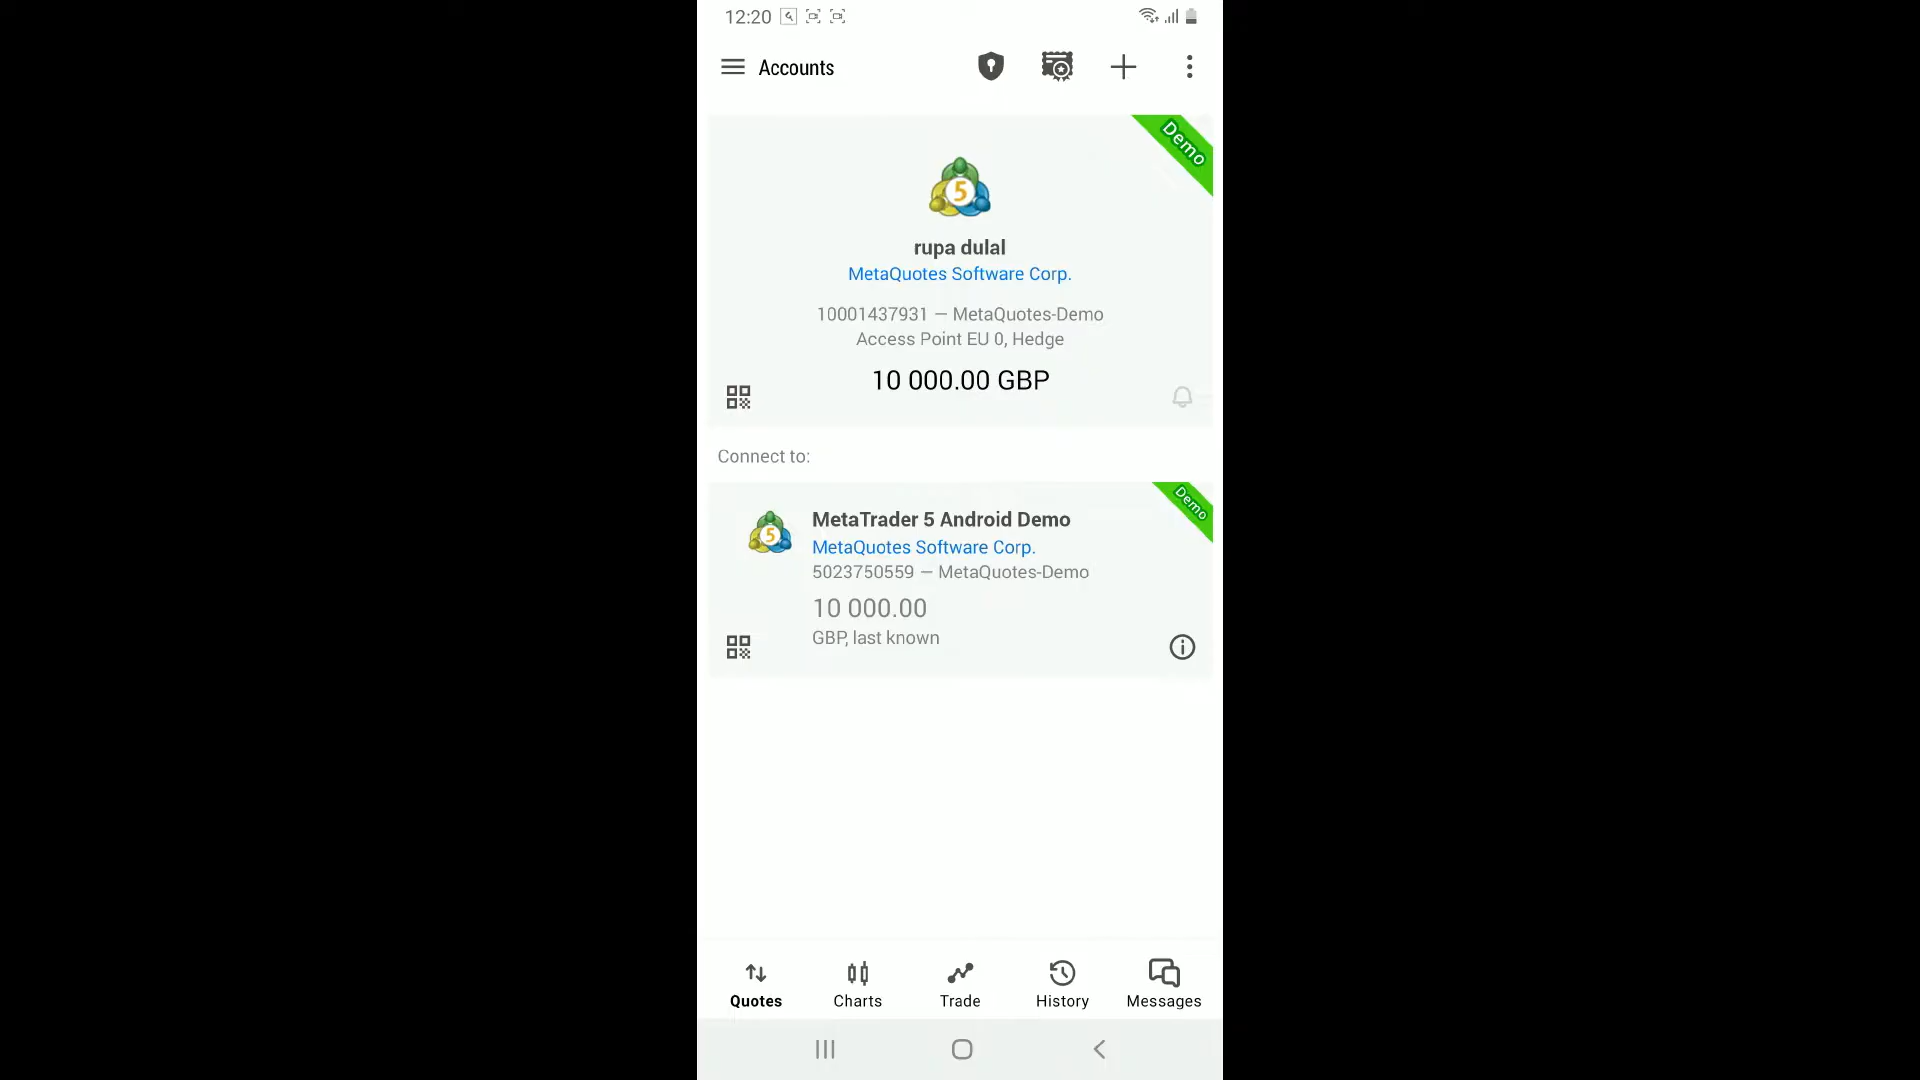 12:20
Accounts
Demo
5
rupa dulal
MetaQuotes Software Corp.
10001437931 — MetaQuotes-Demo
Access Point EU 0, Hedge
10 000.00 GBP
Connect to:
Demo
5
MetaTrader 5 Android Demo
MetaQuotes Software Corp.
5023750559 — MetaQuotes-Demo
10 000.00
GBP, last known
Quotes
Charts
Trade
History
Messages